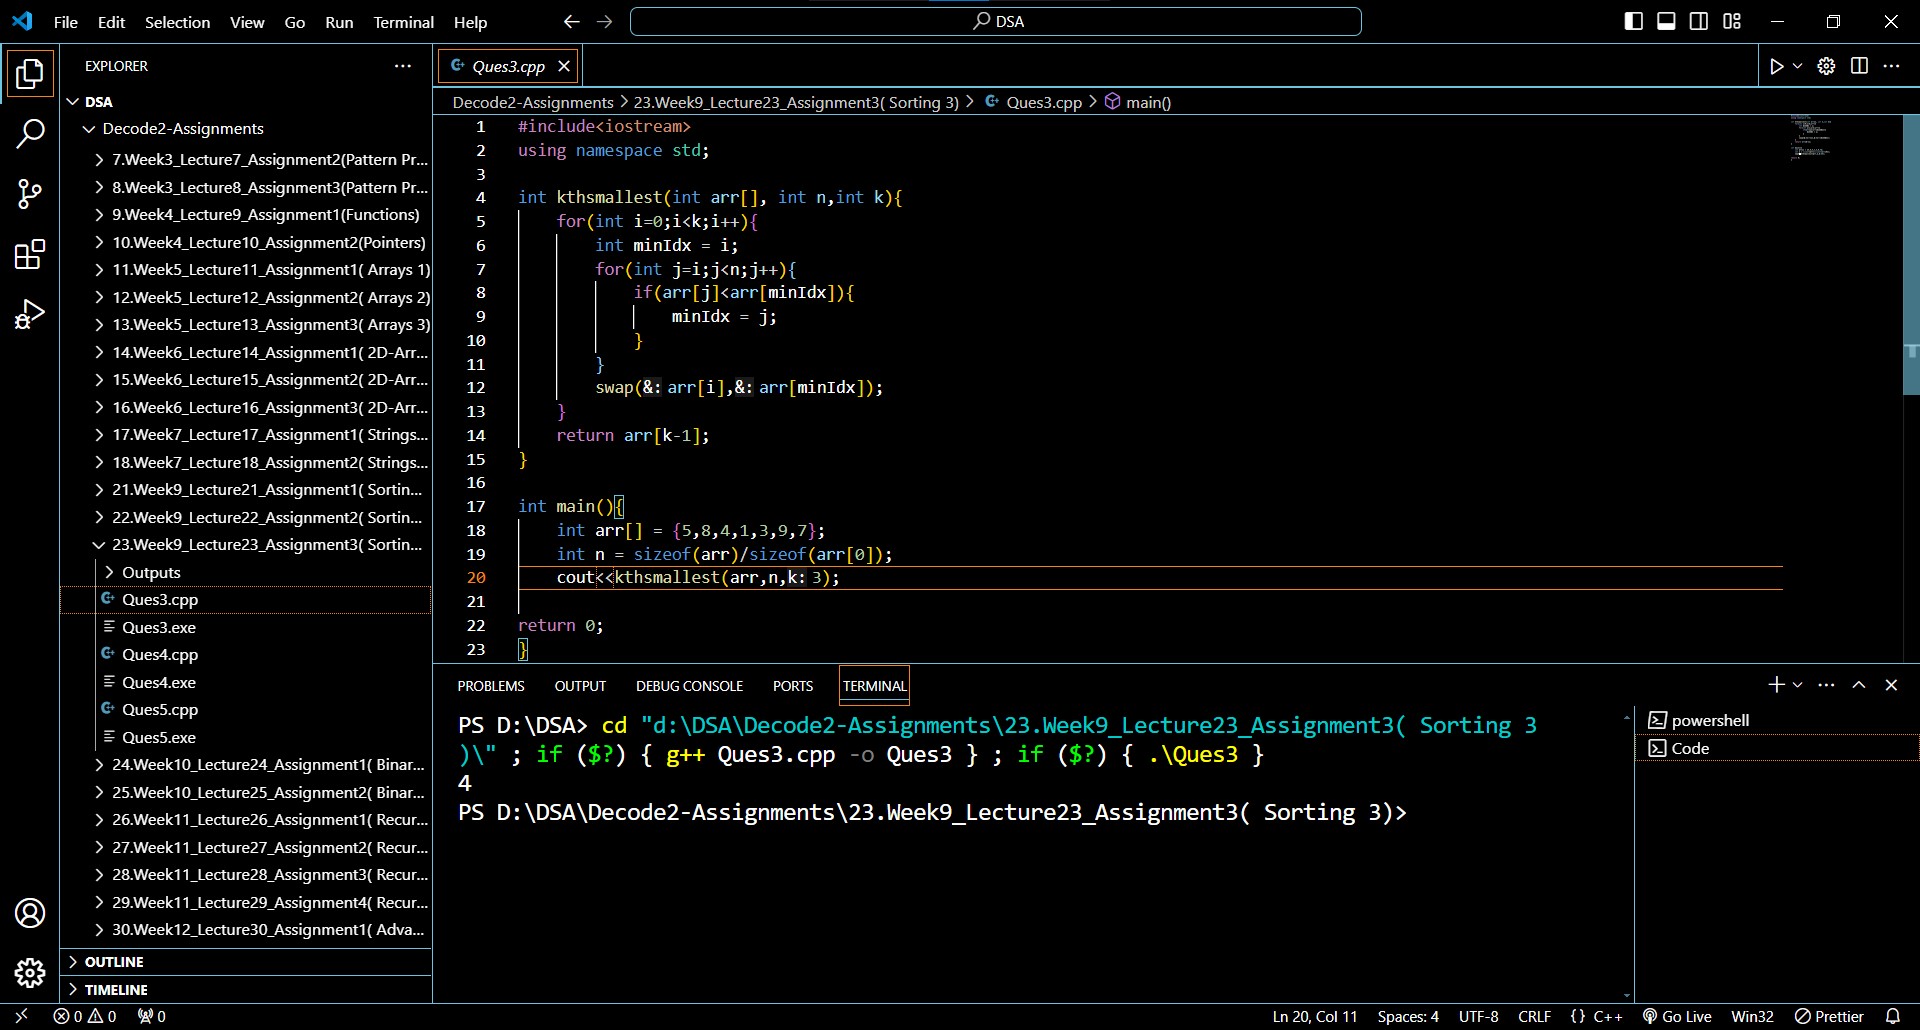 File Edit Selection View Go Run Terminal Help
DSA
EXPLORER
DSA
Decode2-Assignments
7.Week3_Lecture7_Assignment2(Pattern Pr...
8.Week3_Lecture8_Assignment3(Pattern Pr...
9.Week4_Lecture9_Assignment1(Functions)
10.Week4_Lecture10_Assignment2(Pointers)
11.Week5_Lecture11_Assignment1( Arrays 1)
12.Week5_Lecture12_Assignment2( Arrays 2)
13.Week5_Lecture13_Assignment3( Arrays 3)
14.Week6_Lecture14_Assignment1( 2D-Arr...
15.Week6_Lecture15_Assignment2( 2D-Arr...
16.Week6_Lecture16_Assignment3( 2D-Arr...
17.Week7_Lecture17_Assignment1( Strings...
18.Week7_Lecture18_Assignment2( Strings...
21.Week9_Lecture21_Assignment1( Sortin...
22.Week9_Lecture22_Assignment2( Sortin...
23.Week9_Lecture23_Assignment3( Sortin...
Outputs
Ques3.cpp
Ques3.exe
Ques4.cpp
Ques4.exe
Ques5.cpp
Ques5.exe
24.Week10_Lecture24_Assignment1( Binar...
25.Week10_Lecture25_Assignment2( Binar...
26.Week11_Lecture26_Assignment1( Recur...
27.Week11_Lecture27_Assignment2( Recur...
28.Week11_Lecture28_Assignment3( Recur...
29.Week11_Lecture29_Assignment4( Recur...
30.Week12_Lecture30_Assignment1( Adva...
OUTLINE
TIMELINE
Ques3.cpp
Decode2-Assignments > 23.Week9_Lecture23_Assignment3( Sorting 3) > Ques3.cpp > main()
1 #include<iostream>
2 using namespace std;
3
4 int kthsmallest(int arr[], int n,int k){
5 for(int i=0;i<k;i++){
6 int minIdx = i;
7 for(int j=i;j<n;j++){
8 if(arr[j]<arr[minIdx]){
9 minIdx = j;
10 }
11 }
12 swap(&: arr[i],&: arr[minIdx]);
13 }
14 return arr[k-1];
15 }
16
17 int main(){
18 int arr[] = {5,8,4,1,3,9,7};
19 int n = sizeof(arr)/sizeof(arr[0]);
20 cout<<kthsmallest(arr,n,k: 3);
21
22 return 0;
23 }
PROBLEMS OUTPUT DEBUG CONSOLE PORTS TERMINAL
PS D:\DSA> cd "d:\DSA\Decode2-Assignments\23.Week9_Lecture23_Assignment3( Sorting 3
)\" ; if ($?) { g++ Ques3.cpp -o Ques3 } ; if ($?) { .\Ques3 }
4
PS D:\DSA\Decode2-Assignments\23.Week9_Lecture23_Assignment3( Sorting 3)>
powershell
Code
0 0 0 Ln 20, Col 11 Spaces: 4 UTF-8 CRLF {} C++ Go Live Win32 Prettier